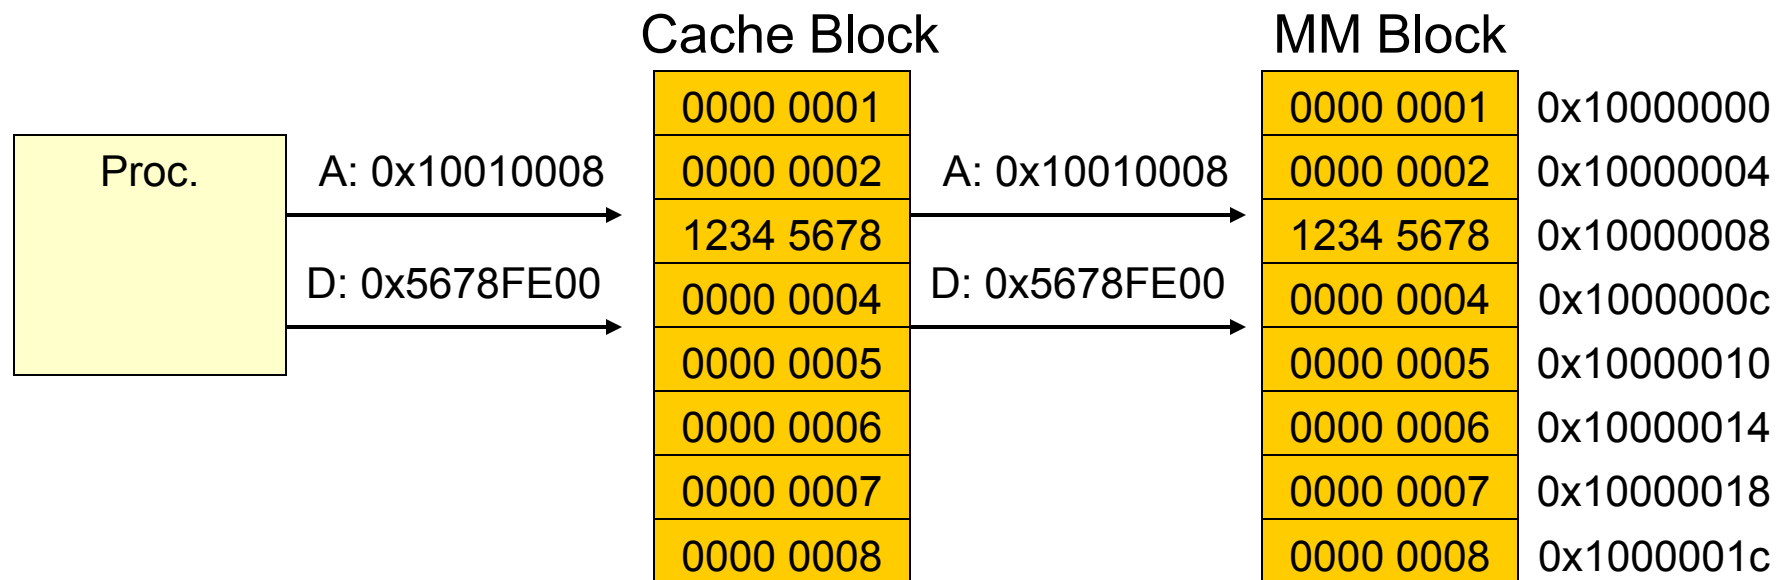 Cache Block MM Block
0000 0001 0000 0001 0x10000000
Proc. A: 0x10010008 0000 0002 A: 0x10010008 0000 0002 0x10000004
1234 5678 1234 5678 0x10000008
D: 0x5678FE00 0000 0004 D: 0x5678FE00 0000 0004 0x1000000c
0000 0005 0000 0005 0x10000010
0000 0006 0000 0006 0x10000014
0000 0007 0000 0007 0x10000018
0000 0008 0000 0008 0x1000001c